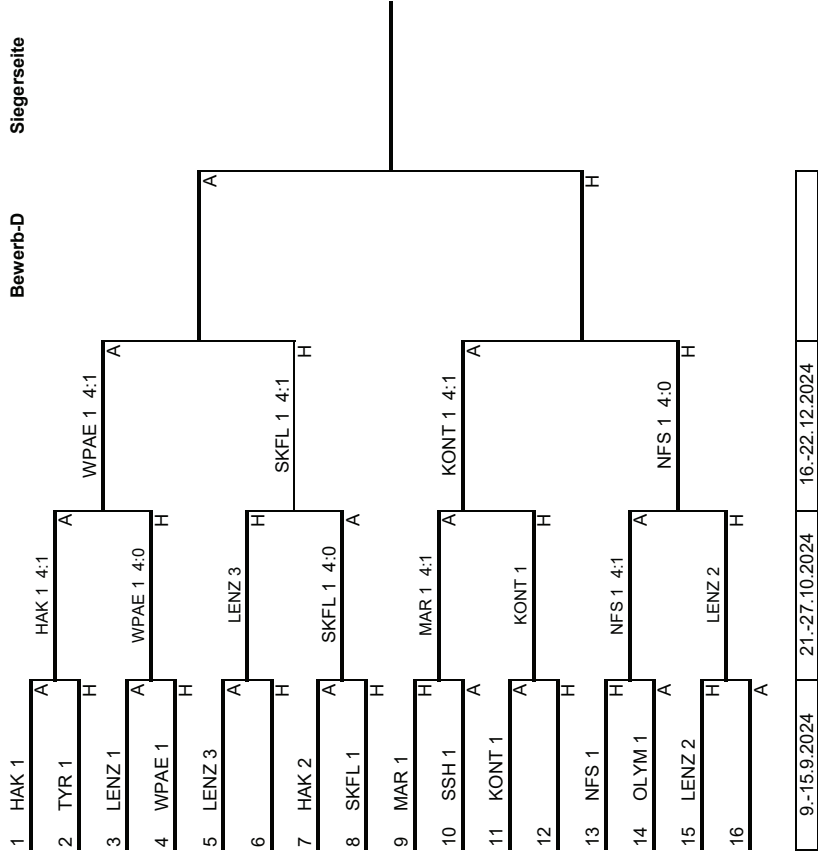 Bewerb-D Siegerseite
1 HAK 1
A
2 TYR 1
H
HAK 1 4:1
A
3 LENZ 1
A
4 WPAE 1
H
WPAE 1 4:0
H
WPAE 1 4:1
A
5 LENZ 3
A
6
H
LENZ 3
H
7 HAK 2
A
8 SKFL 1
H
SKFL 1 4:0
A
SKFL 1 4:1
H
A
9 MAR 1
H
10 SSH 1
A
MAR 1 4:1
A
11 KONT 1
A
12
H
KONT 1
H
KONT 1 4:1
A
13 NFS 1
H
14 OLYM 1
A
NFS 1 4:1
A
15 LENZ 2
H
16
A
LENZ 2
H
NFS 1 4:0
H
H
9.-15.9.2024 21.-27.10.2024 16.-22.12.2024